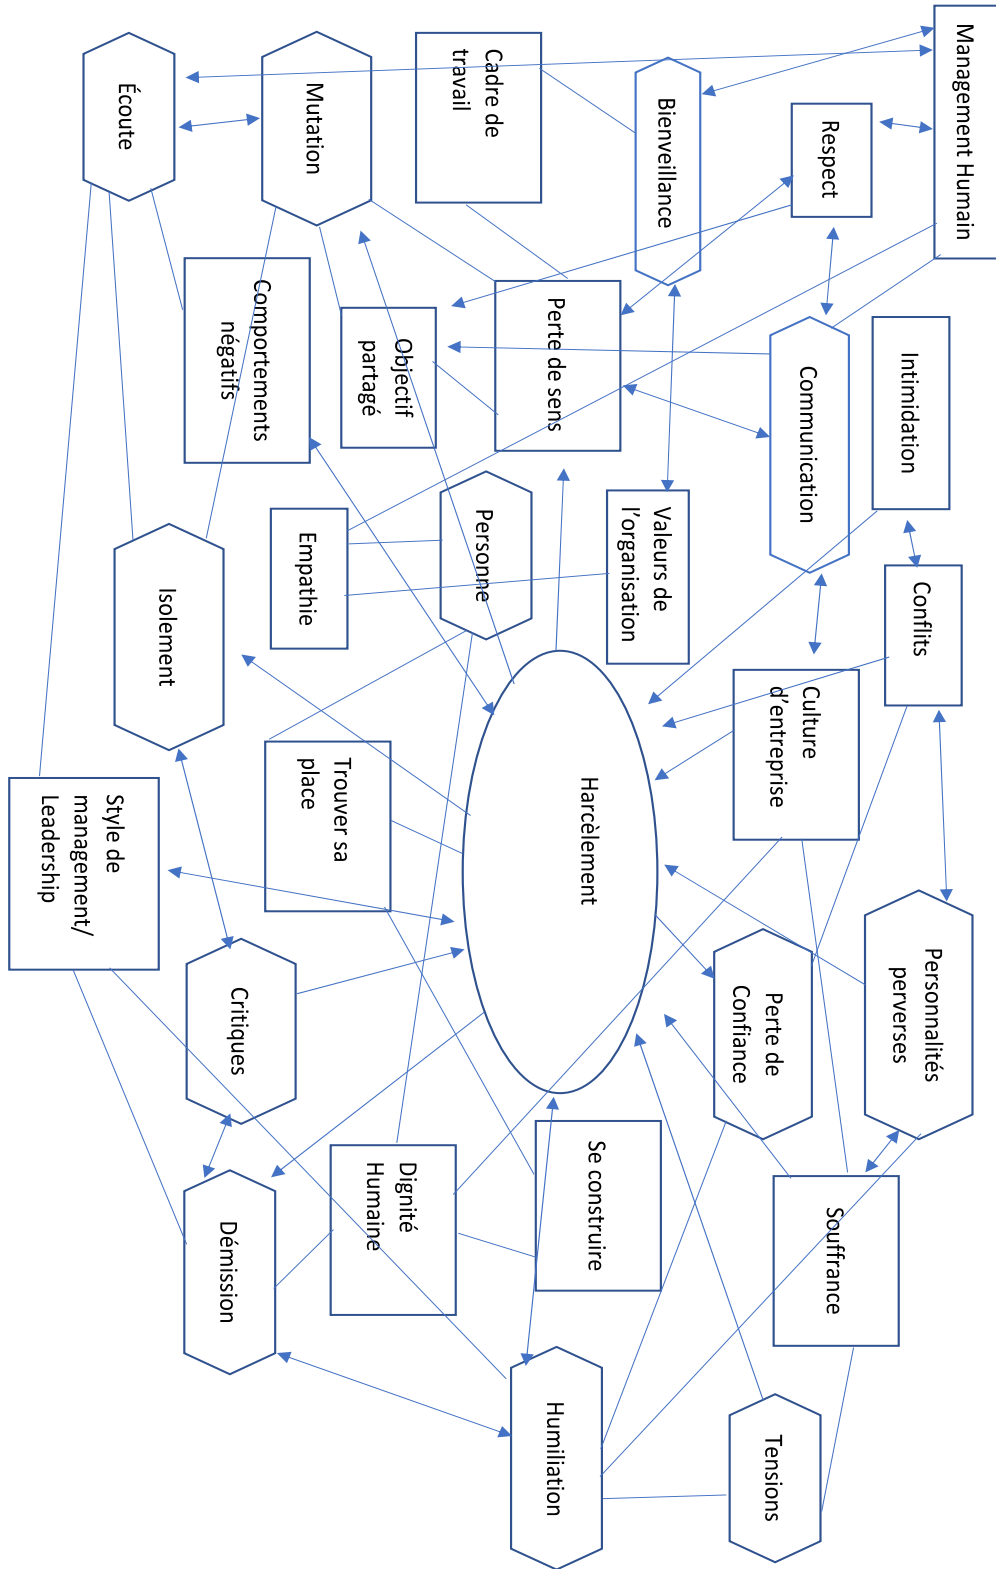 Management Humain
Intimidation
Conflits
Personnalités
perverses
Souffrance
Respect
Communication
Culture
d’entreprise
Perte de
Confiance
Tensions
Bienveillance
Valeurs de
l’organisation
Harcèlement
Se construire
Humiliation
Cadre de
travail
Perte de sens
Personne
Mutation
Objectif
partagé
Empathie
Trouver sa
place
Dignité
Humaine
Écoute
Comportements
négatifs
Isolement
Critiques
Démission
Style de
management/
Leadership